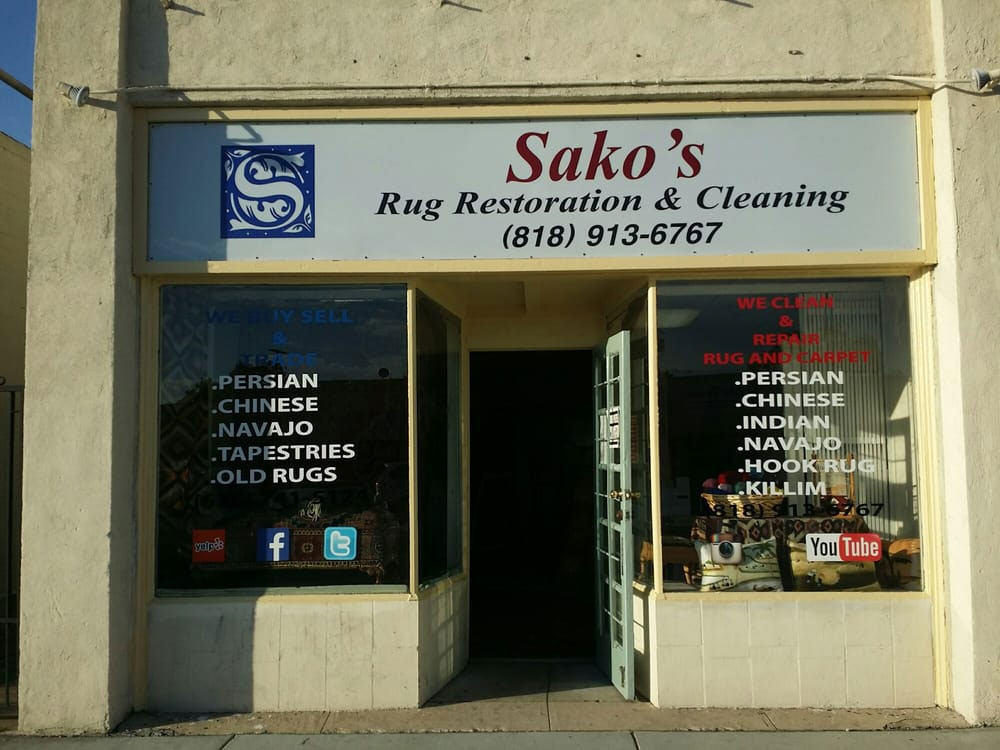 S
Sako's
Rug Restoration & Cleaning
(818) 913-6767
WE BUY SELL
&
TRADE
.PERSIAN
.CHINESE
.NAVAJO
.TAPESTRIES
.OLD RUGS
yelp
f
t
WE CLEAN
&
REPAIR
RUG AND CARPET
.PERSIAN
.CHINESE
.INDIAN
.NAVAJO
.HOOK RUG
.KILLIM
(818) 913-6767
YouTube